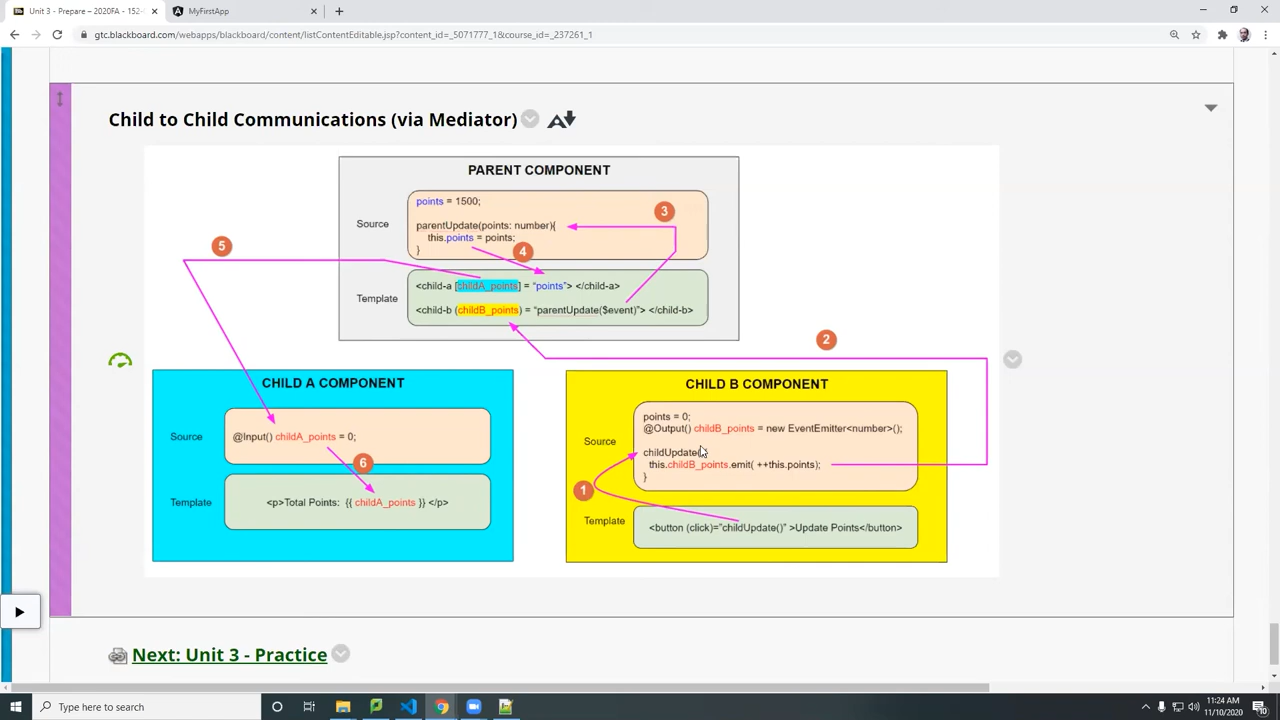 Unit 3 - Prepare – 2020FA - 152-
MyFirstApp
gtc.blackboard.com/webapps/blackboard/content/listContentEditable.jsp?content_id=_5071777_1&course_id=_237261_1
Child to Child Communications (via Mediator)
PARENT COMPONENT
Source
points = 1500;
parentUpdate(points: number){
this.points = points;
}
3
4
5
Template
<child-a [childA_points] = "points"> </child-a>
<child-b (childB_points) = "parentUpdate($event)"> </child-b>
2
CHILD A COMPONENT
Source
@Input() childA_points = 0;
6
Template
<p>Total Points: {{ childA_points }} </p>
CHILD B COMPONENT
Source
points = 0;
@Output() childB_points = new EventEmitter<number>();
childUpdate(
this.childB_points.emit( ++this.points);
}
1
Template
<button (click)="childUpdate()" >Update Points</button>
Next: Unit 3 - Practice
Type here to search
11:24 AM
11/10/2020
10